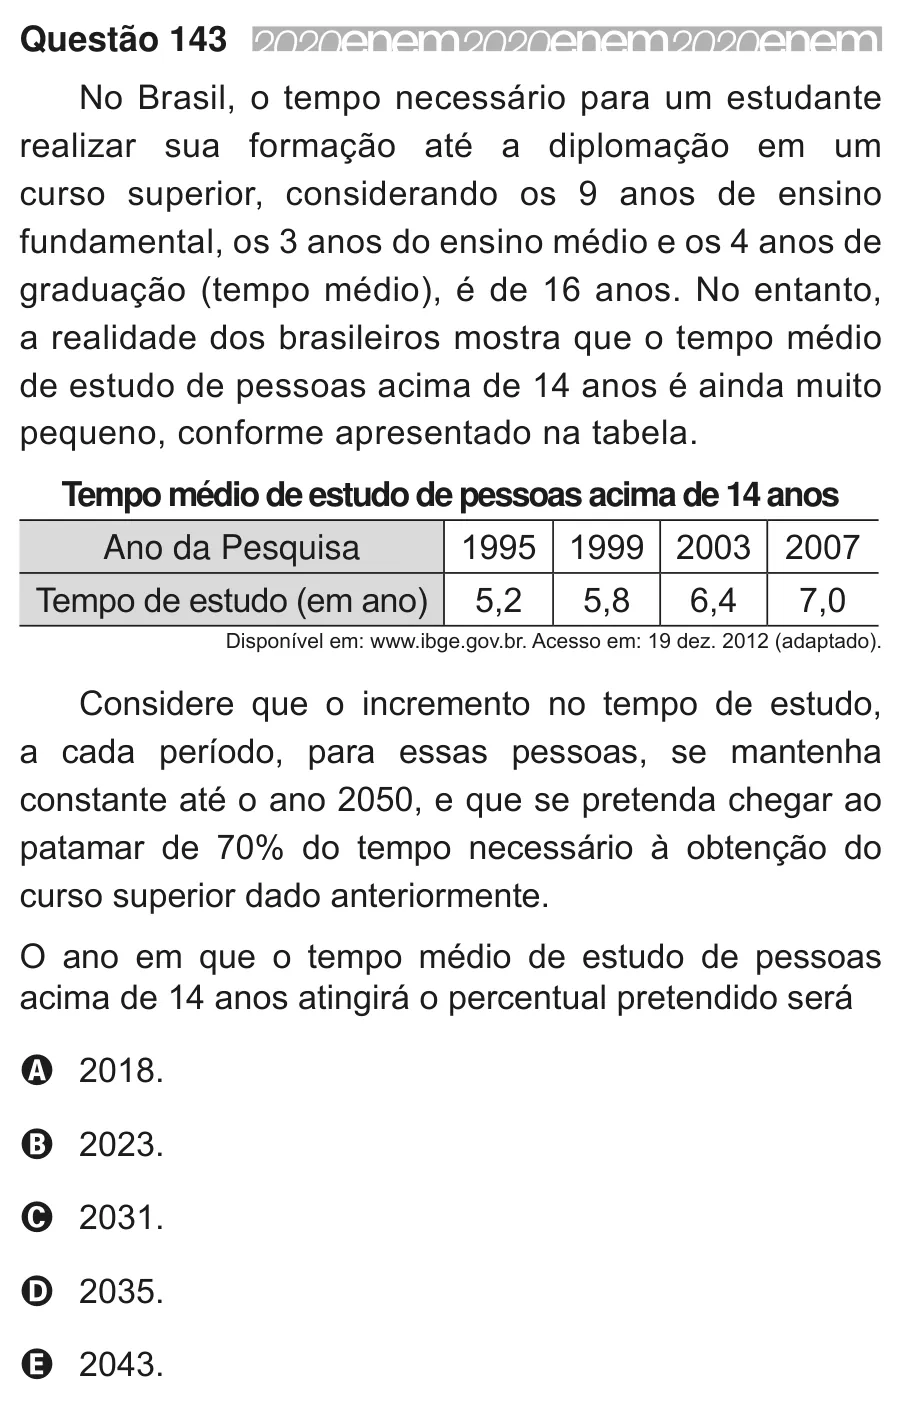 Questão 143 2020enem2020enem2020enem
No Brasil, o tempo necessário para um estudante
realizar sua formação até a diplomação em um
curso superior, considerando os 9 anos de ensino
fundamental, os 3 anos do ensino médio e os 4 anos de
graduação (tempo médio), é de 16 anos. No entanto,
a realidade dos brasileiros mostra que o tempo médio
de estudo de pessoas acima de 14 anos é ainda muito
pequeno, conforme apresentado na tabela.
Tempo médio de estudo de pessoas acima de 14 anos
Ano da Pesquisa 1995 1999 2003 2007
Tempo de estudo (em ano) 5,2 5,8 6,4 7,0
Disponível em: www.ibge.gov.br. Acesso em: 19 dez. 2012 (adaptado).
Considere que o incremento no tempo de estudo,
a cada período, para essas pessoas, se mantenha
constante até o ano 2050, e que se pretenda chegar ao
patamar de 70% do tempo necessário à obtenção do
curso superior dado anteriormente.
O ano em que o tempo médio de estudo de pessoas
acima de 14 anos atingirá o percentual pretendido será
A 2018.
B 2023.
C 2031.
D 2035.
E 2043.